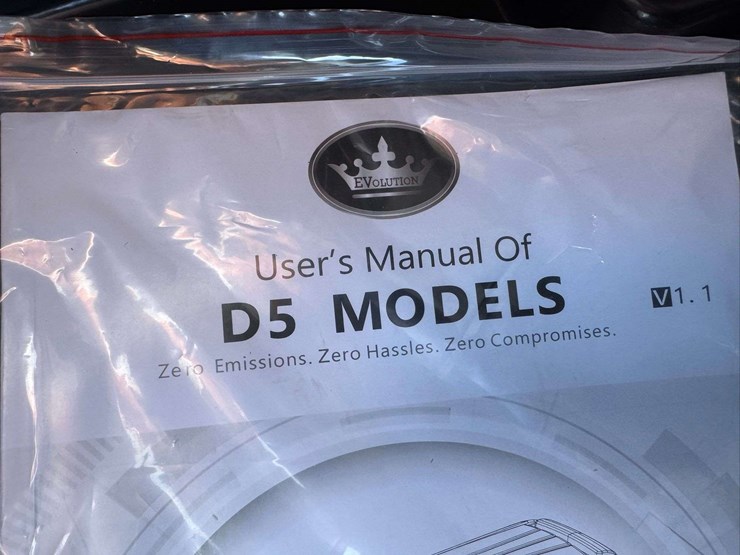 EVOLUTION
User's Manual Of
D5 MODELS
V1.1
Zero Emissions. Zero Hassles. Zero Compromises.